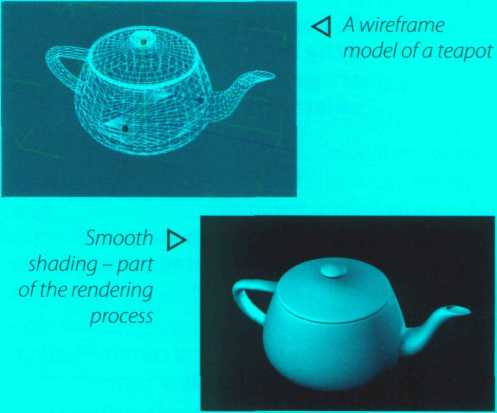 A wireframe
model of a teapot
Smooth
shading – part
of the rendering
process